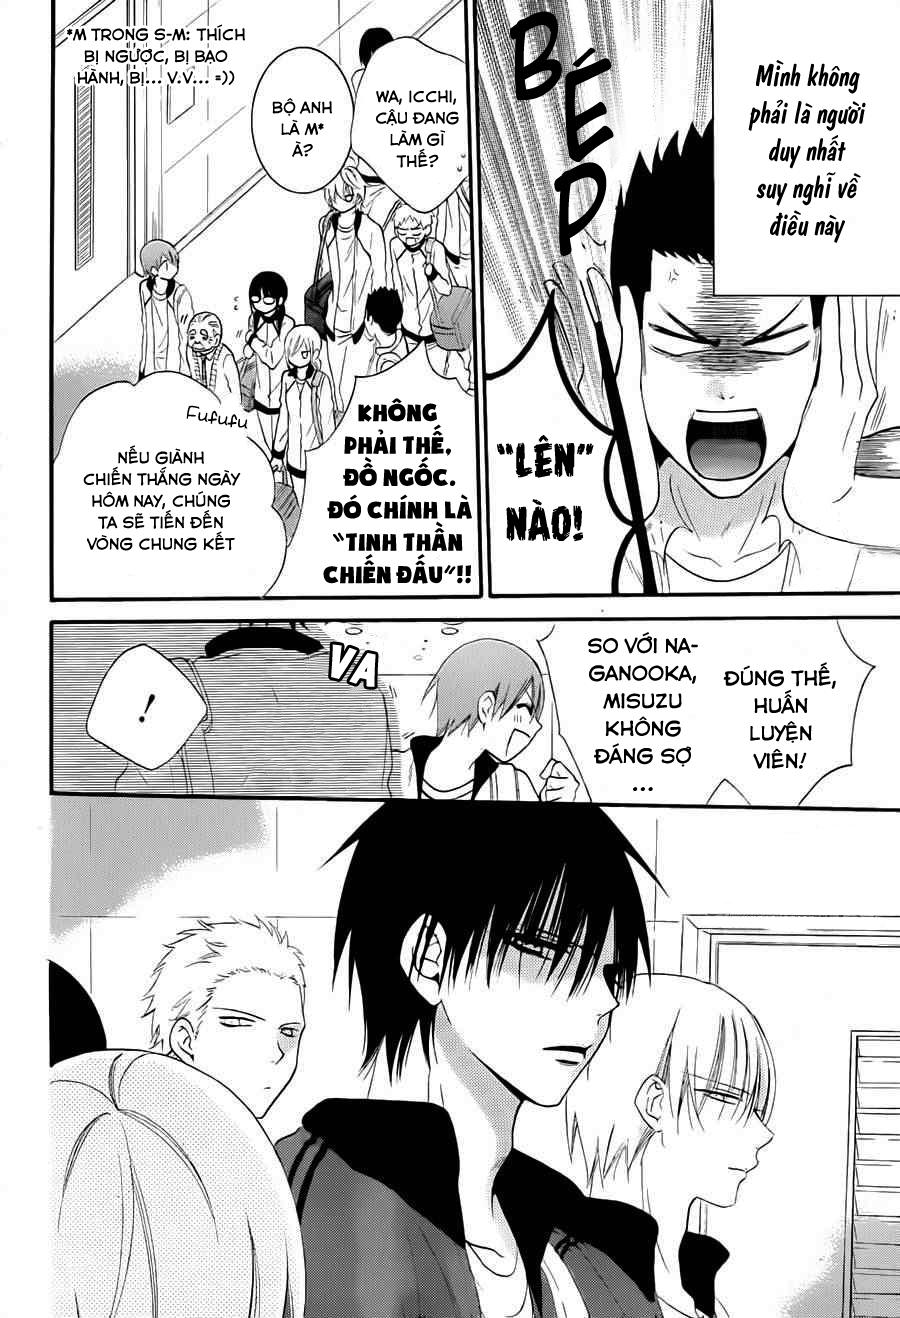 Mình không
phải là người
duy nhất
suy nghĩ về
điều này
BÉP
"LÊN"
NÀO!
WA, ICCHI,
CẬU ĐANG
LÀM GÌ
THẾ?
BỘ ANH
LÀ M*
À?
*M TRONG S-M: THÍCH
BỊ NGƯỢC, BỊ BẠO
HÀNH, BỊ... V.V... =))
KHÔNG
PHẢI THẾ,
ĐỒ NGỐC.
ĐÓ CHÍNH LÀ
"TINH THẦN
CHIẾN ĐẤU"!!
Fufufu
NẾU GIÀNH
CHIẾN THẮNG NGÀY
HÔM NAY, CHÚNG
TA SẼ TIẾN ĐẾN
VÒNG CHUNG KẾT
ĐÚNG THẾ,
HUẤN
LUYỆN
VIÊN!
SO VỚI NA-
GANOOKA,
MISUZU
KHÔNG
ĐÁNG SỢ
...
VA
!